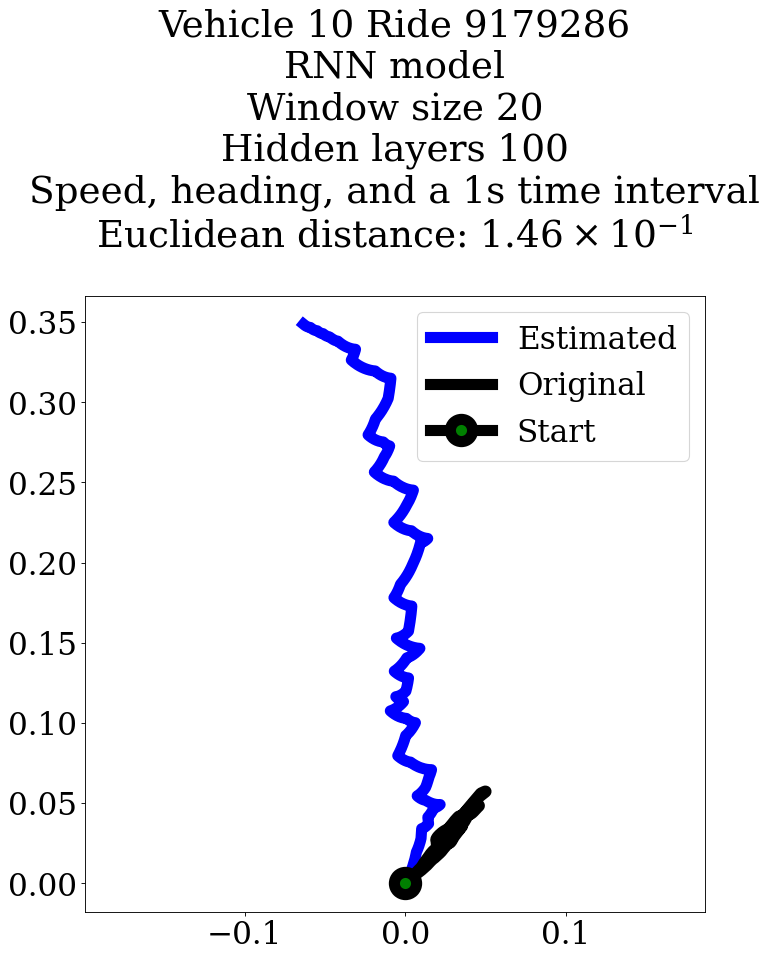 Vehicle 10 Ride 9179286
RNN model
Window size 20
Hidden layers 100
Speed, heading, and a 1s time interval
Euclidean distance: 1.46 × 10⁻¹
Estimated
Original
Start
0.35
0.30
0.25
0.20
0.15
0.10
0.05
0.00
−0.1
0.0
0.1